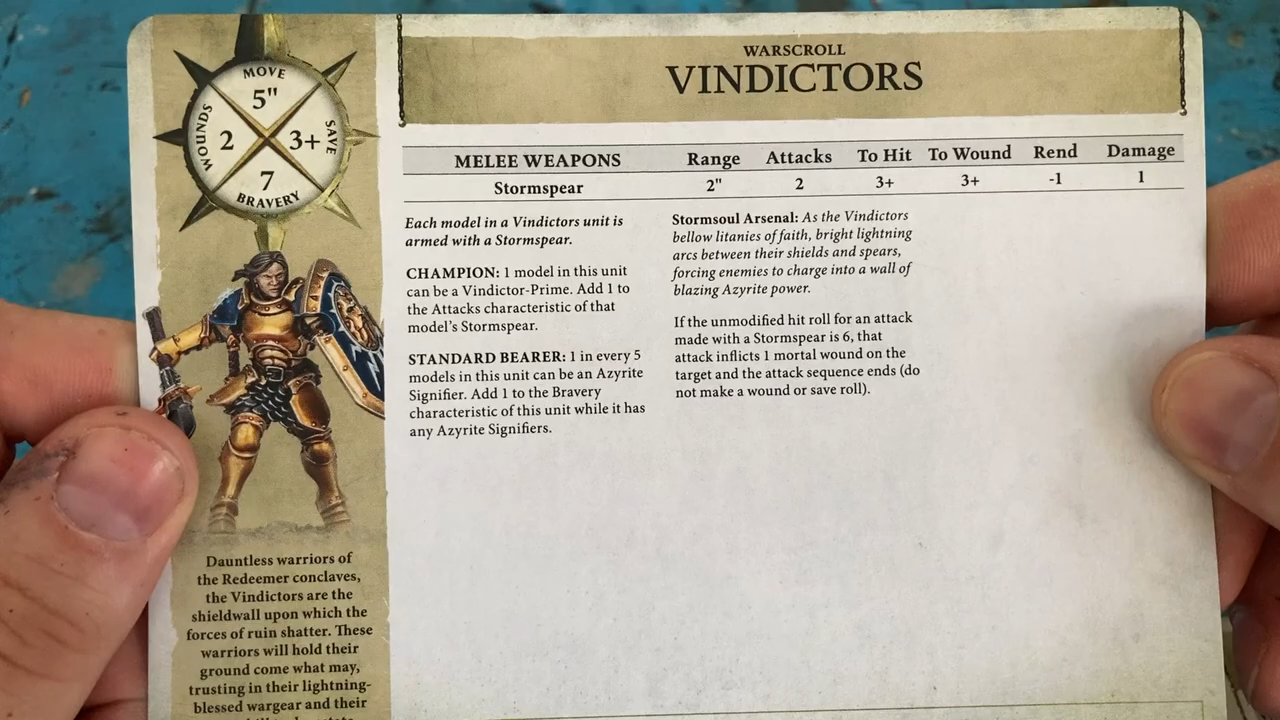 WARSCROLL
VINDICTORS
MOVE
5"
WOUNDS
2
3+
SAVE
7
BRAVERY
MELEE WEAPONS Range Attacks To Hit To Wound Rend Damage
Stormspear 2" 2 3+ 3+ -1 1
Each model in a Vindictors unit is
armed with a Stormspear.
CHAMPION: 1 model in this unit
can be a Vindictor-Prime. Add 1 to
the Attacks characteristic of that
model's Stormspear.
STANDARD BEARER: 1 in every 5
models in this unit can be an Azyrite
Signifier. Add 1 to the Bravery
characteristic of this unit while it has
any Azyrite Signifiers.
Stormsoul Arsenal: As the Vindictors
bellow litanies of faith, bright lightning
arcs between their shields and spears,
forcing enemies to charge into a wall of
blazing Azyrite power.
If the unmodified hit roll for an attack
made with a Stormspear is 6, that
attack inflicts 1 mortal wound on the
target and the attack sequence ends (do
not make a wound or save roll).
Dauntless warriors of
the Redeemer conclaves,
the Vindictors are the
shieldwall upon which the
forces of ruin shatter. These
warriors will hold their
ground come what may,
trusting in their lightning-
blessed wargear and their